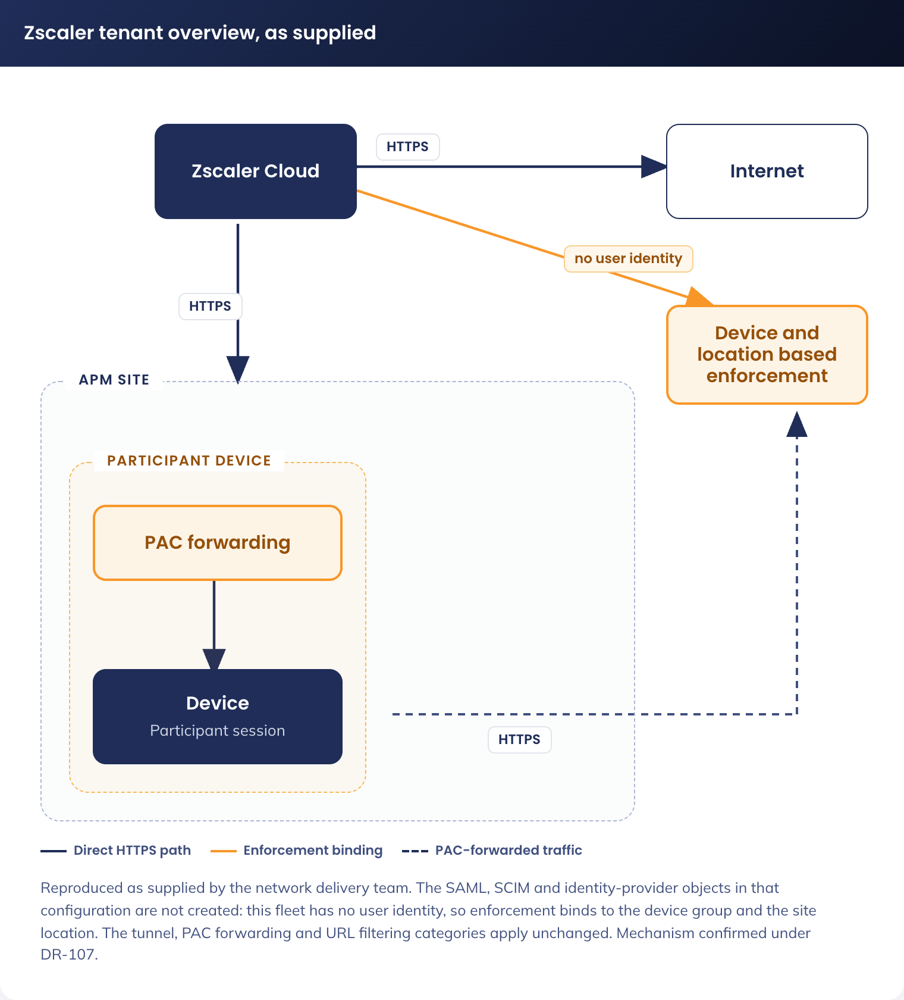 Zscaler tenant overview, as supplied
Zscaler Cloud
HTTPS
Internet
no user identity
HTTPS
Device and
location based
enforcement
APM SITE
PARTICIPANT DEVICE
PAC forwarding
Device
Participant session
HTTPS
Direct HTTPS path
Enforcement binding
PAC-forwarded traffic
Reproduced as supplied by the network delivery team. The SAML, SCIM and identity-provider objects in that
configuration are not created: this fleet has no user identity, so enforcement binds to the device group and the site
location. The tunnel, PAC forwarding and URL filtering categories apply unchanged. Mechanism confirmed under
DR-107.